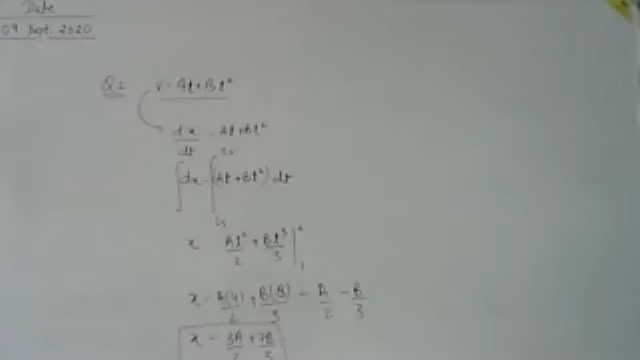 Date
09 Sept. 2020
Q2 v = At + Bt²
dx/dt = At + Bt²
∫dx = ∫(At + Bt²) dt
x At²/2 + Bt³/3 |
x = A(4)/2 + B(8)/3 - A/2 - B/3
x = 3A/2 + 7B/3